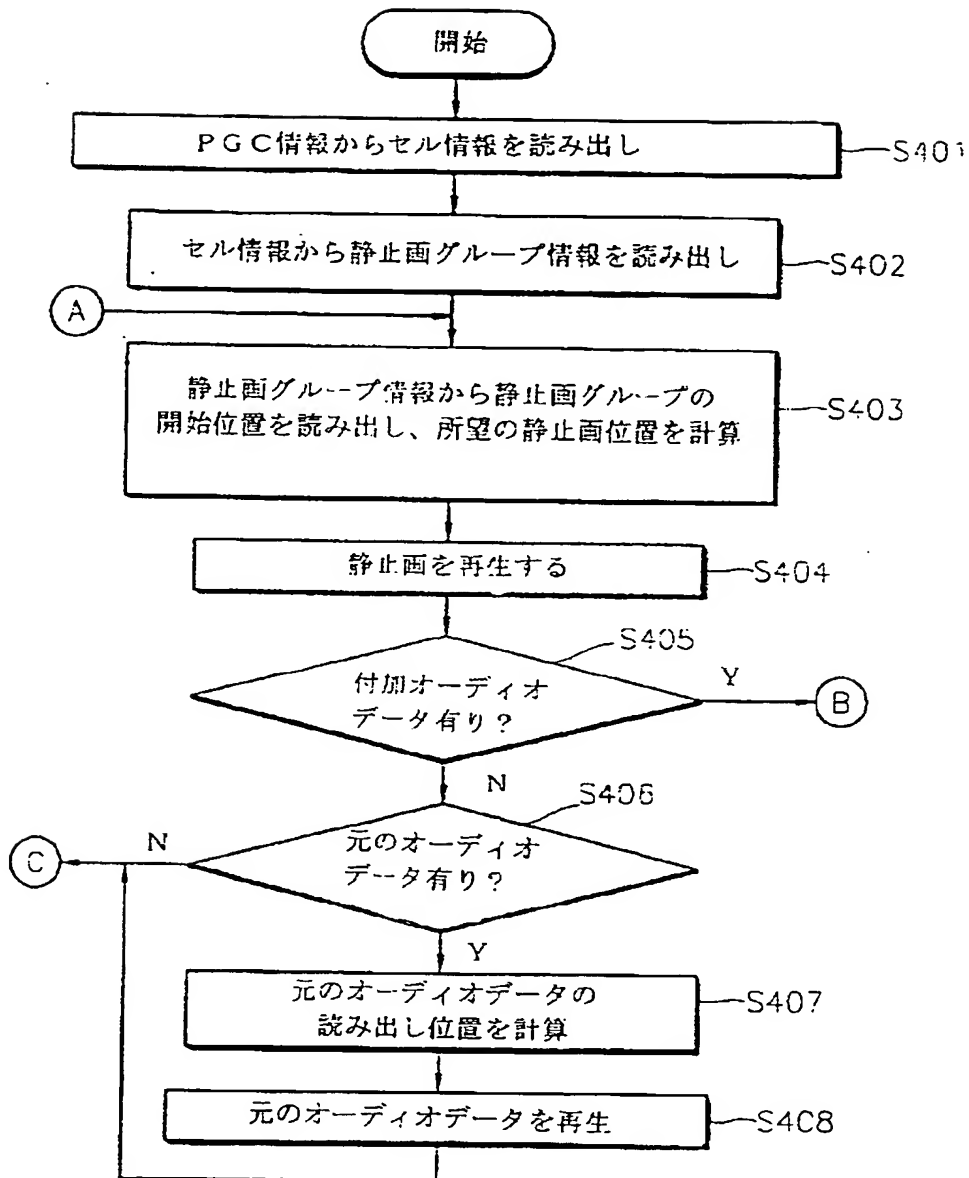 開始
PGC情報からセル情報を読み出し
S401
セル情報から静止画グループ情報を読み出し
S402
A
静止画グループ情報から静止画グループの
開始位置を読み出し、所望の静止画位置を計算
S403
静止画を再生する
S404
S405
付加オーディオ
データ有り?
Y
B
N
S406
元のオーディオ
データ有り?
N
C
Y
元のオーディオデータの
読み出し位置を計算
S407
元のオーディオデータを再生
S408